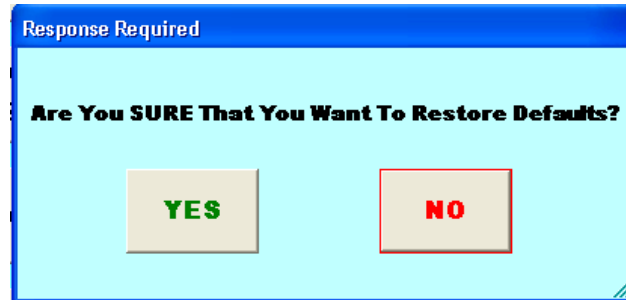 Response Required
Are You SURE That You Want To Restore Defaults?
YES
NO